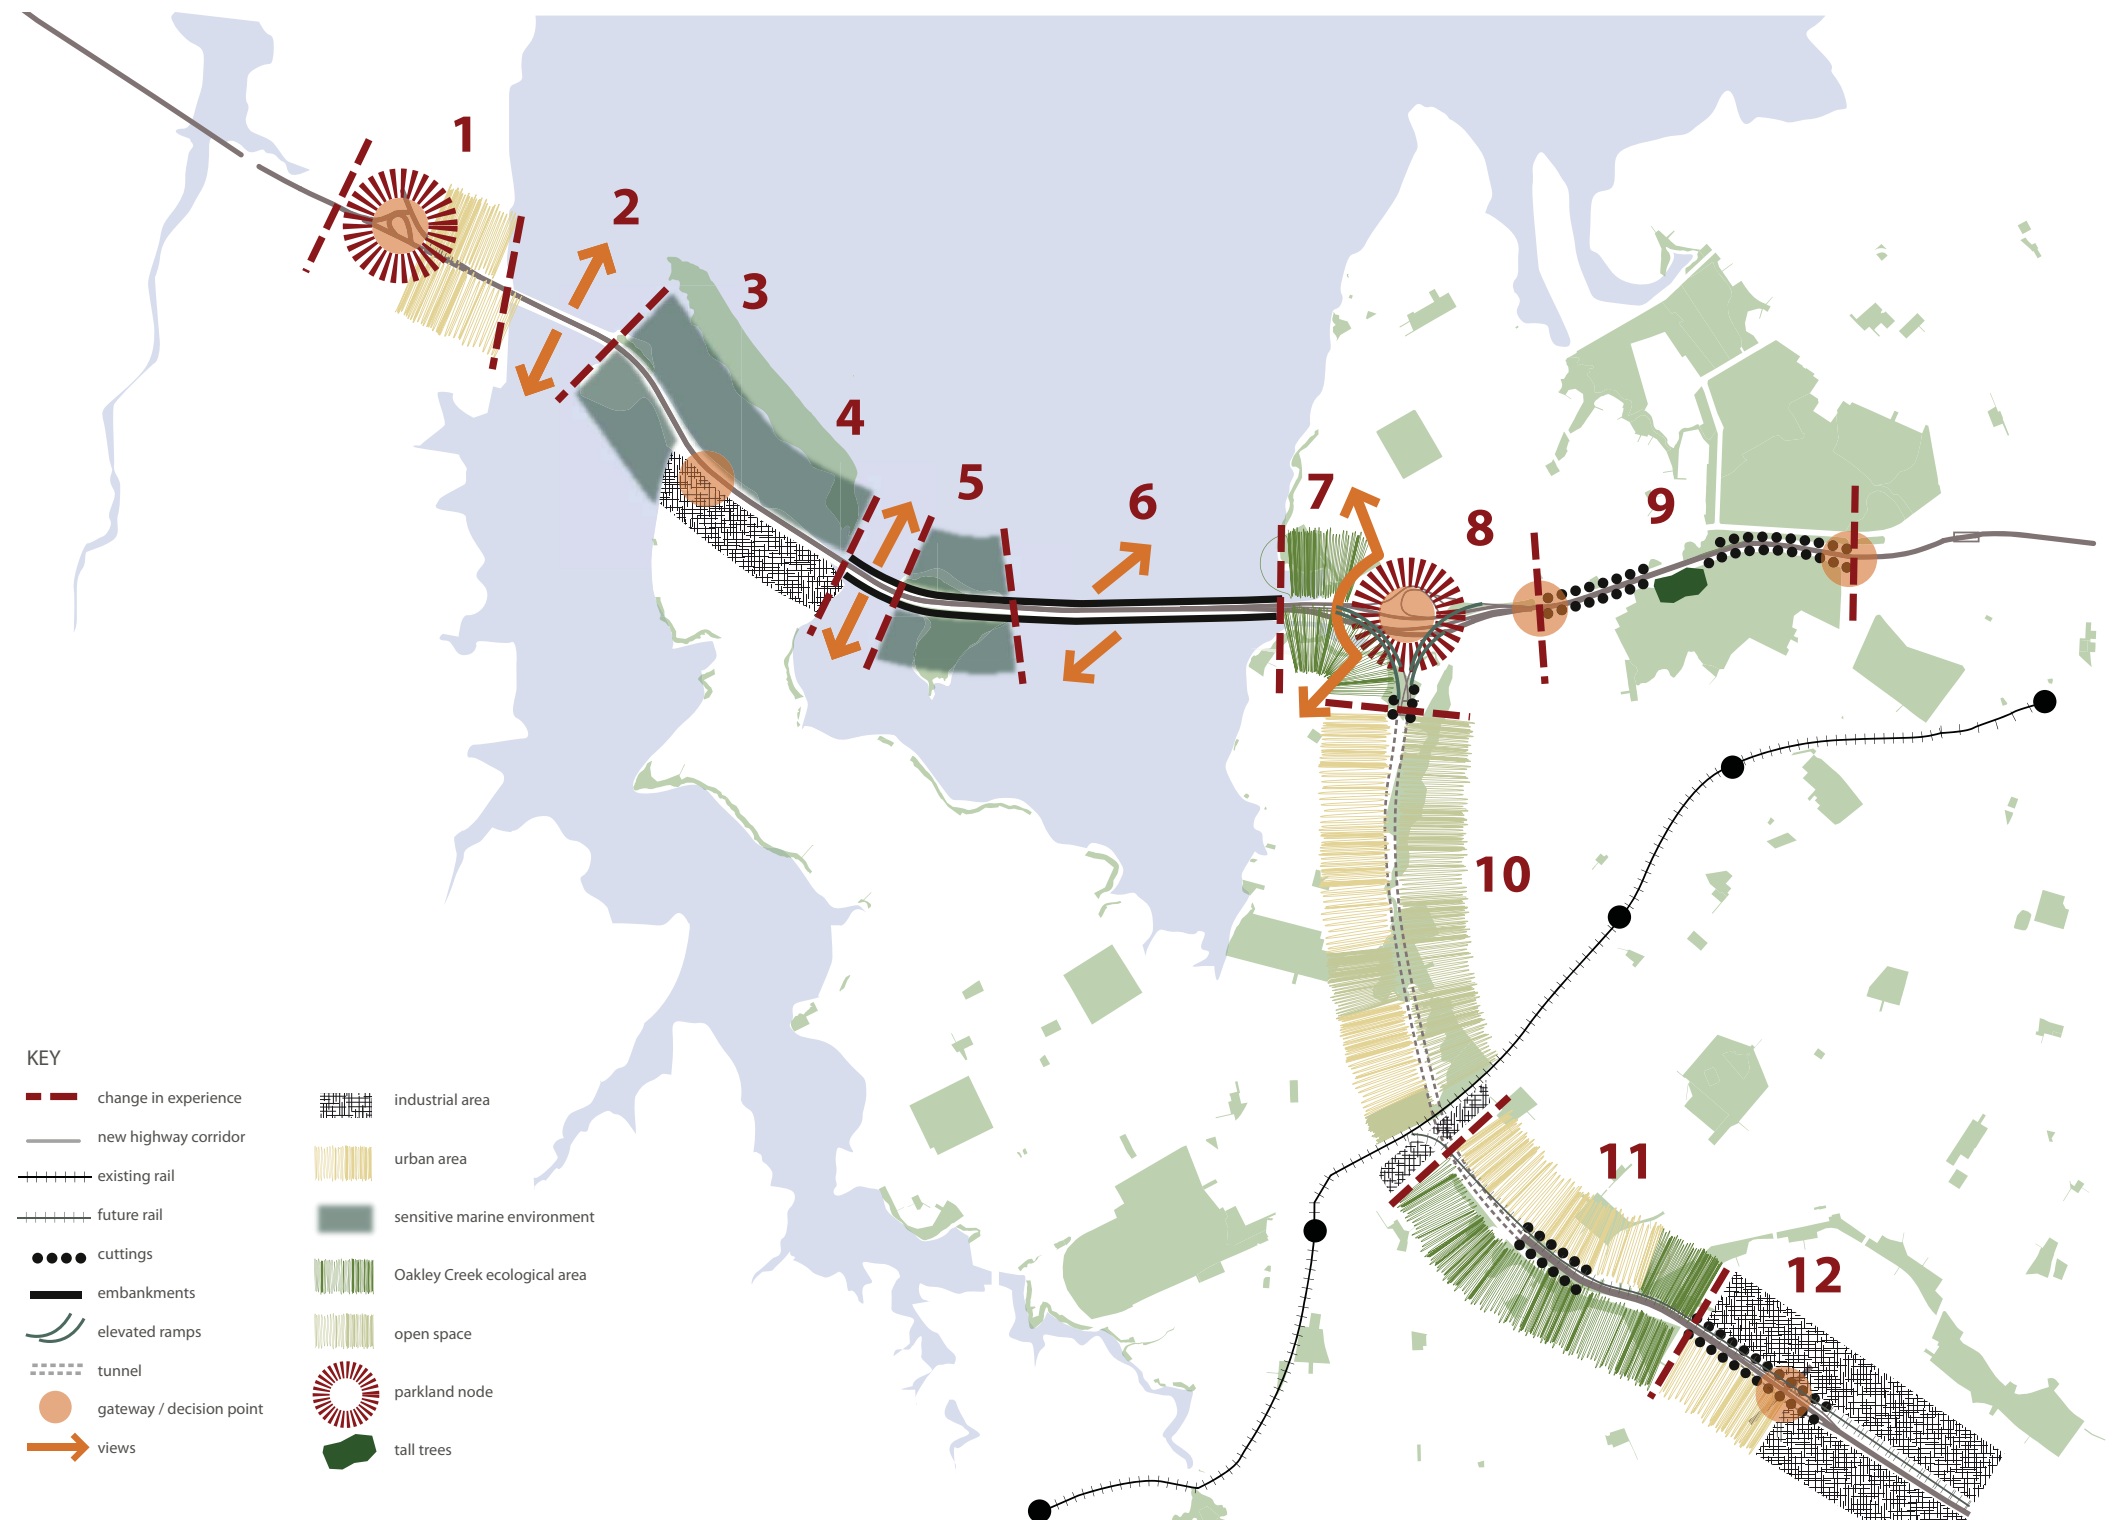 1
2
3
4
5
6
7
8
9
10
11
12
KEY
change in experience
new highway corridor
existing rail
future rail
cuttings
embankments
elevated ramps
tunnel
gateway / decision point
views
industrial area
urban area
sensitive marine environment
Oakley Creek ecological area
open space
parkland node
tall trees